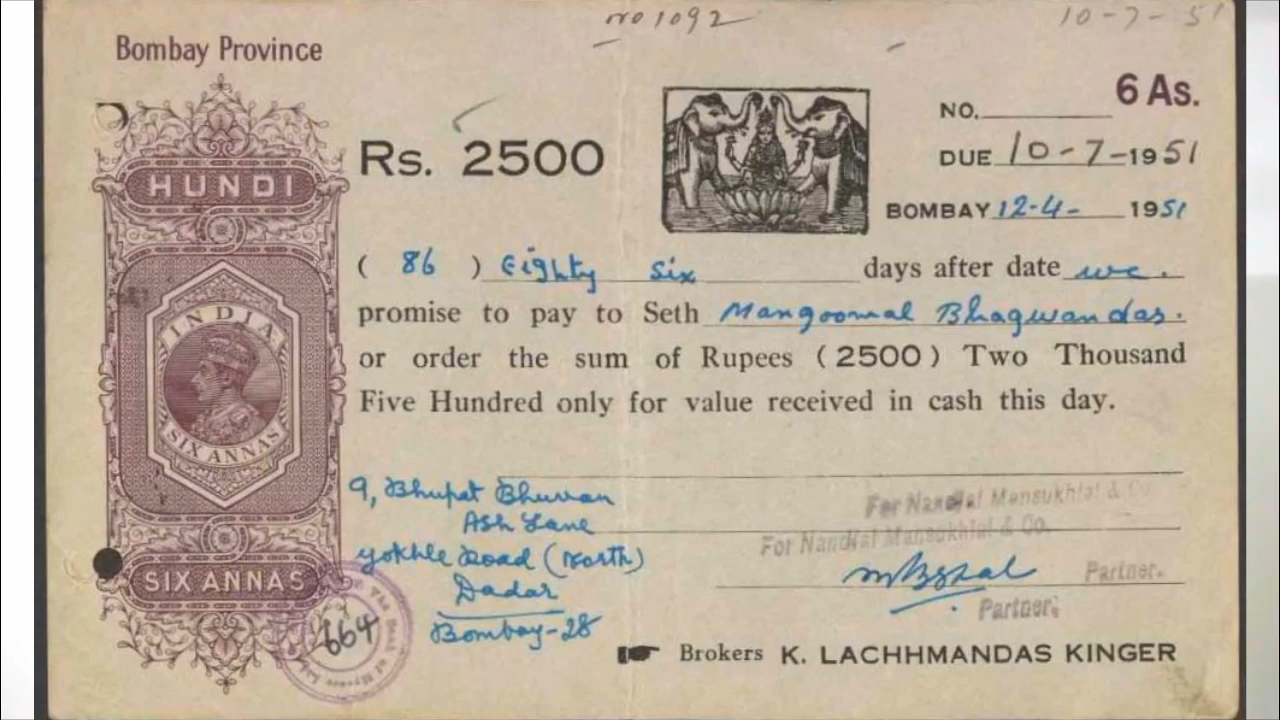 no 1092
10-7-51
Bombay Province
6 As.
HUNDI
Rs. 2500
NO.
DUE 10-7-1951
BOMBAY 12-4- 1951
(86) Eighty Six days after date we.
promise to pay to Seth Mangoomal Bhagwandas.
or order the sum of Rupees (2500) Two Thousand
Five Hundred only for value received in cash this day.
INDIA
SIX ANNAS
9, Bhupat Bhuvan
Ash Lane
Gokhle Road (North)
Dadar
Bombay-28
For Nandlal Mansukhlal & Co.
For Nandlal Mansukhlal & Co.
Partner.
Partner.
SIX ANNAS
664
The Bank of
Brokers K. LACHHMANDAS KINGER